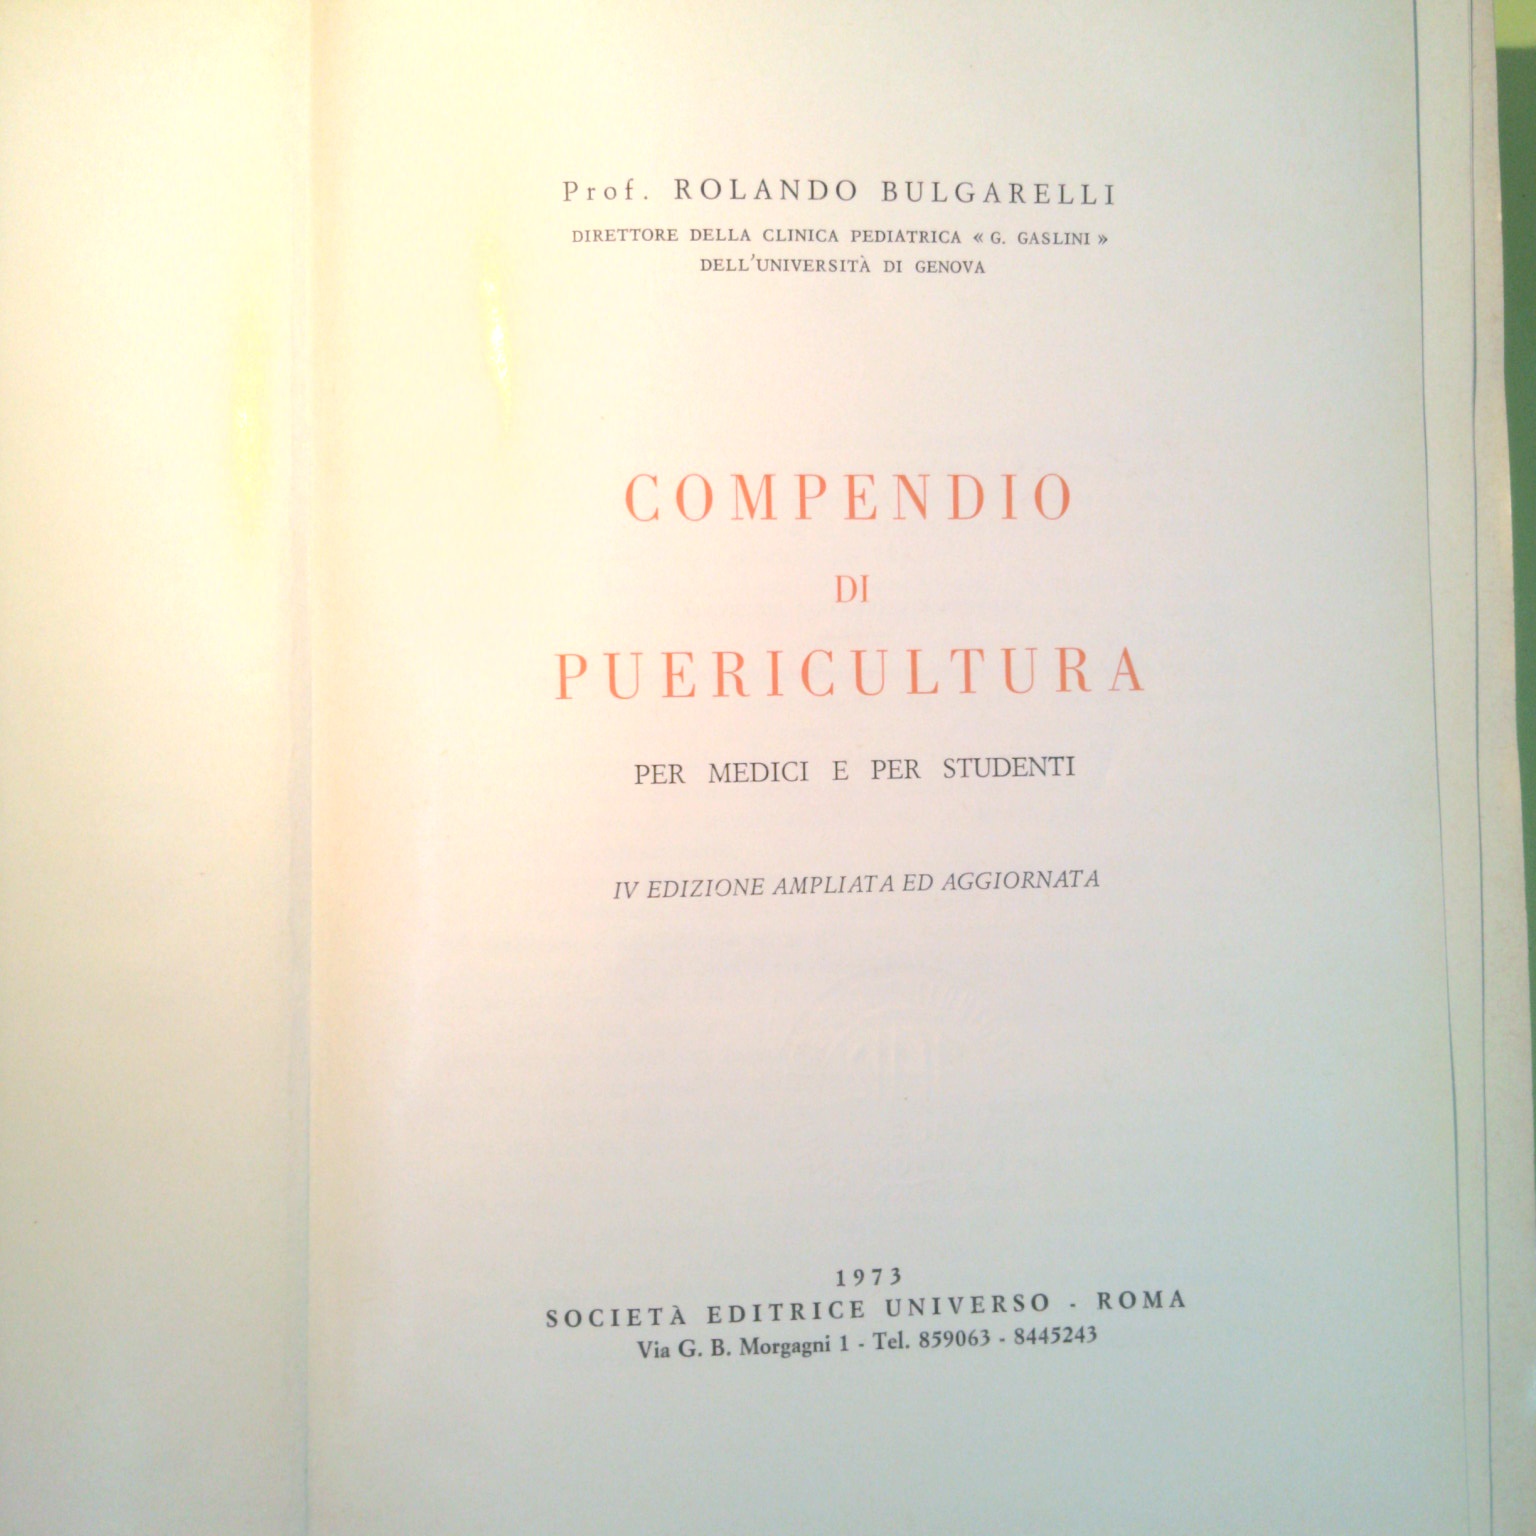 Prof. ROLANDO BULGARELLI
DIRETTORE DELLA CLINICA PEDIATRICA « G. GASLINI »
DELL'UNIVERSITÀ DI GENOVA
COMPENDIO
DI
PUERICULTURA
PER MEDICI E PER STUDENTI
IV EDIZIONE AMPLIATA ED AGGIORNATA
1973
SOCIETÀ EDITRICE UNIVERSO - ROMA
Via G. B. Morgagni 1 - Tel. 859063 - 8445243